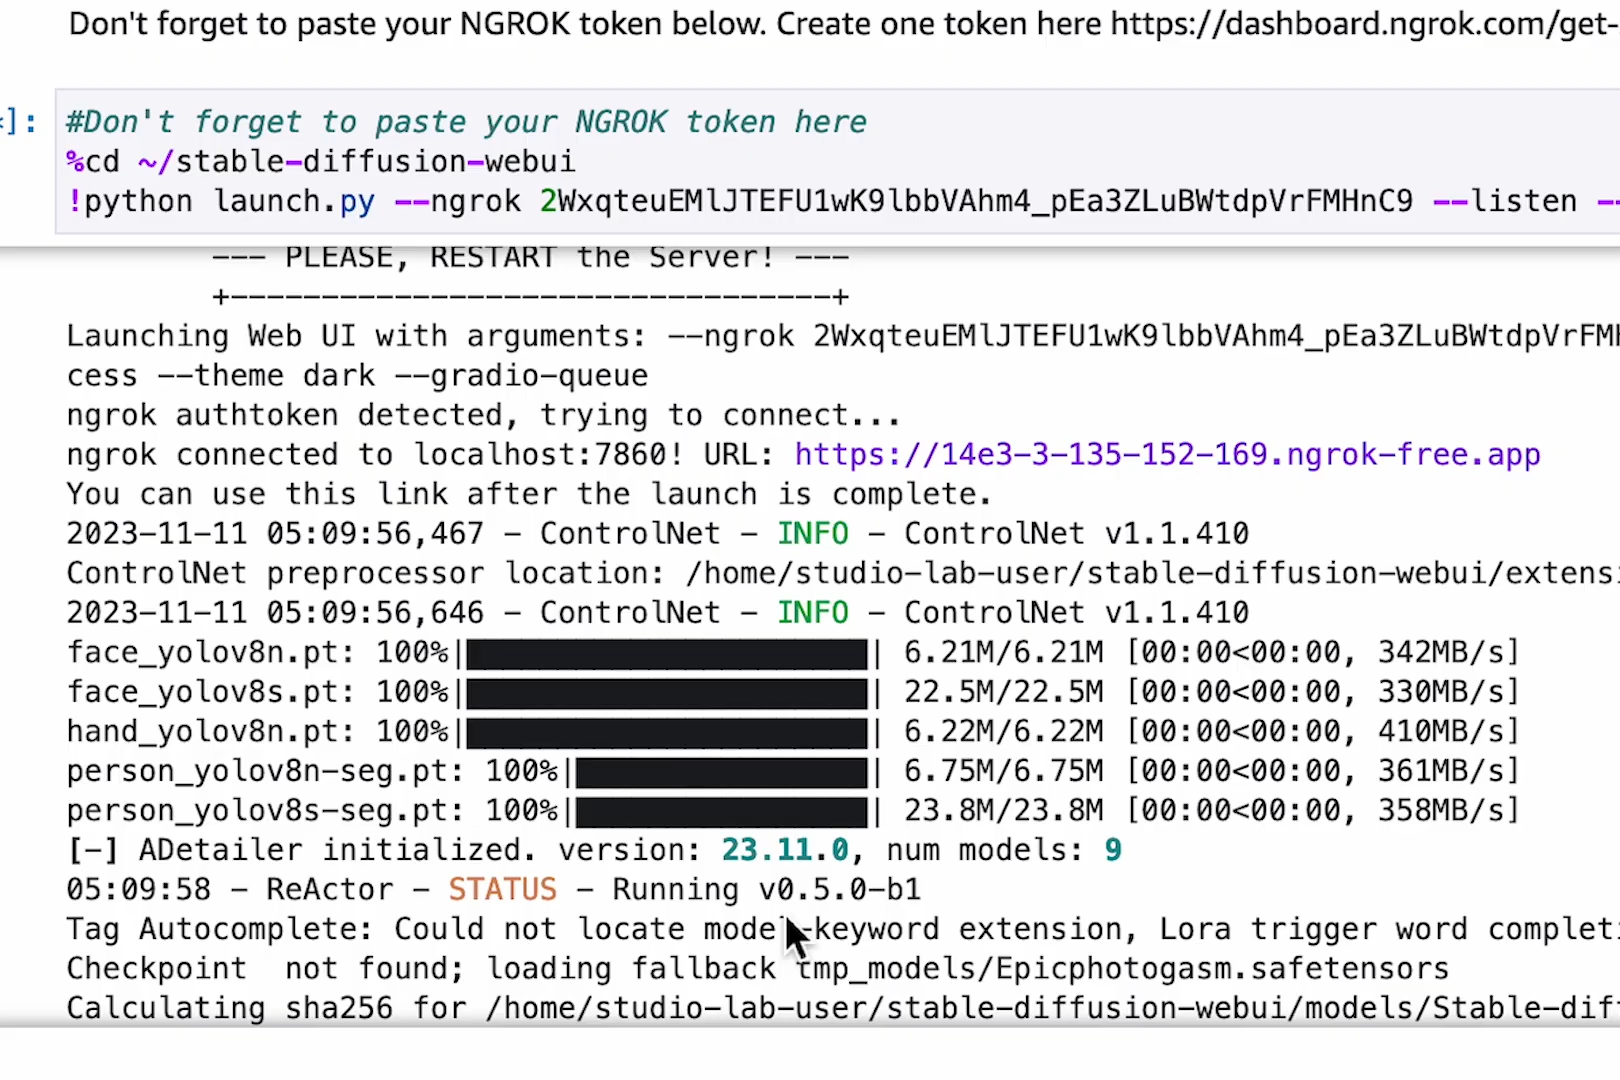 Don't forget to paste your NGROK token below. Create one token here https://dashboard.ngrok.com/get-
]:
#Don't forget to paste your NGROK token here
%cd ~/stable-diffusion-webui
!python launch.py --ngrok 2WxqteuEMlJTEFU1wK9lbbVAhm4_pEa3ZLuBWtdpVrFMHnC9 --listen --
--- PLEASE, RESTART the Server! ---
+---------------------------------+
Launching Web UI with arguments: --ngrok 2WxqteuEMlJTEFU1wK9lbbVAhm4_pEa3ZLuBWtdpVrFMH
cess --theme dark --gradio-queue
ngrok authtoken detected, trying to connect...
ngrok connected to localhost:7860! URL: https://14e3-3-135-152-169.ngrok-free.app
You can use this link after the launch is complete.
2023-11-11 05:09:56,467 - ControlNet - INFO - ControlNet v1.1.410
ControlNet preprocessor location: /home/studio-lab-user/stable-diffusion-webui/extensi
2023-11-11 05:09:56,646 - ControlNet - INFO - ControlNet v1.1.410
face_yolov8n.pt: 100%| | 6.21M/6.21M [00:00<00:00, 342MB/s]
face_yolov8s.pt: 100%| | 22.5M/22.5M [00:00<00:00, 330MB/s]
hand_yolov8n.pt: 100%| | 6.22M/6.22M [00:00<00:00, 410MB/s]
person_yolov8n-seg.pt: 100%| | 6.75M/6.75M [00:00<00:00, 361MB/s]
person_yolov8s-seg.pt: 100%| | 23.8M/23.8M [00:00<00:00, 358MB/s]
[-] ADetailer initialized. version: 23.11.0, num models: 9
05:09:58 - ReActor - STATUS - Running v0.5.0-b1
Tag Autocomplete: Could not locate model-keyword extension, Lora trigger word completi
Checkpoint  not found; loading fallback tmp_models/Epicphotogasm.safetensors
Calculating sha256 for /home/studio-lab-user/stable-diffusion-webui/models/Stable-dif